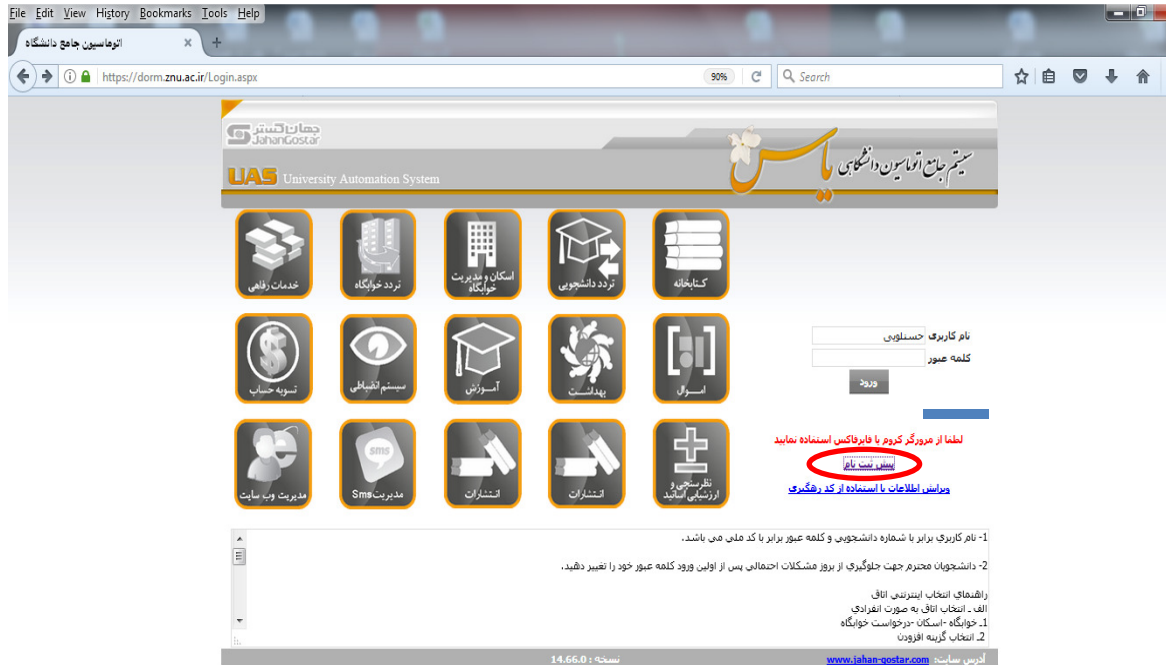 File Edit View History Bookmarks Tools Help
اتوماسیون جامع دانشگاه × +
https://dorm.znu.ac.ir/Login.aspx 90% Search
جهان گستر
JahanGostar
سیستم جامع اتوماسیون دانشگاهی یاس
UAS University Automation System
کتابخانه
تردد دانشجویی
اسکان و مدیریت
خوابگاه
تردد خوابگاه
خدمات رفاهی
اموال
بهداشت
آموزش
سیستم انضباطی
تسویه حساب
نظرسنجی و
ارزشیابی اساتید
انتشارات
انتشارات
sms
مدیریت Sms
مدیریت وب سایت
نام کاربری حسنلویی
کلمه عبور
ورود
لطفا از مرورگر کروم یا فایرفاکس استفاده نمایید
پیش ثبت نام
ویرایش اطلاعات با استفاده از کد رهگیری
1- نام کاربري برابر با شماره دانشجويي و کلمه عبور برابر با کد ملي مي باشد.
2- دانشجويان محترم جهت جلوگيري از بروز مشکلات احتمالي پس از اولين ورود کلمه عبور خود را تغيير دهيد.
راهنماي انتخاب اينترنتي اتاق
الف ـ انتخاب اتاق به صورت انفرادي
1ـ خوابگاه -اسکان -درخواست خوابگاه
2ـ انتخاب گزينه افزودن
آدرس سایت: www.jahan-gostar.com
نسخه : 14.66.0